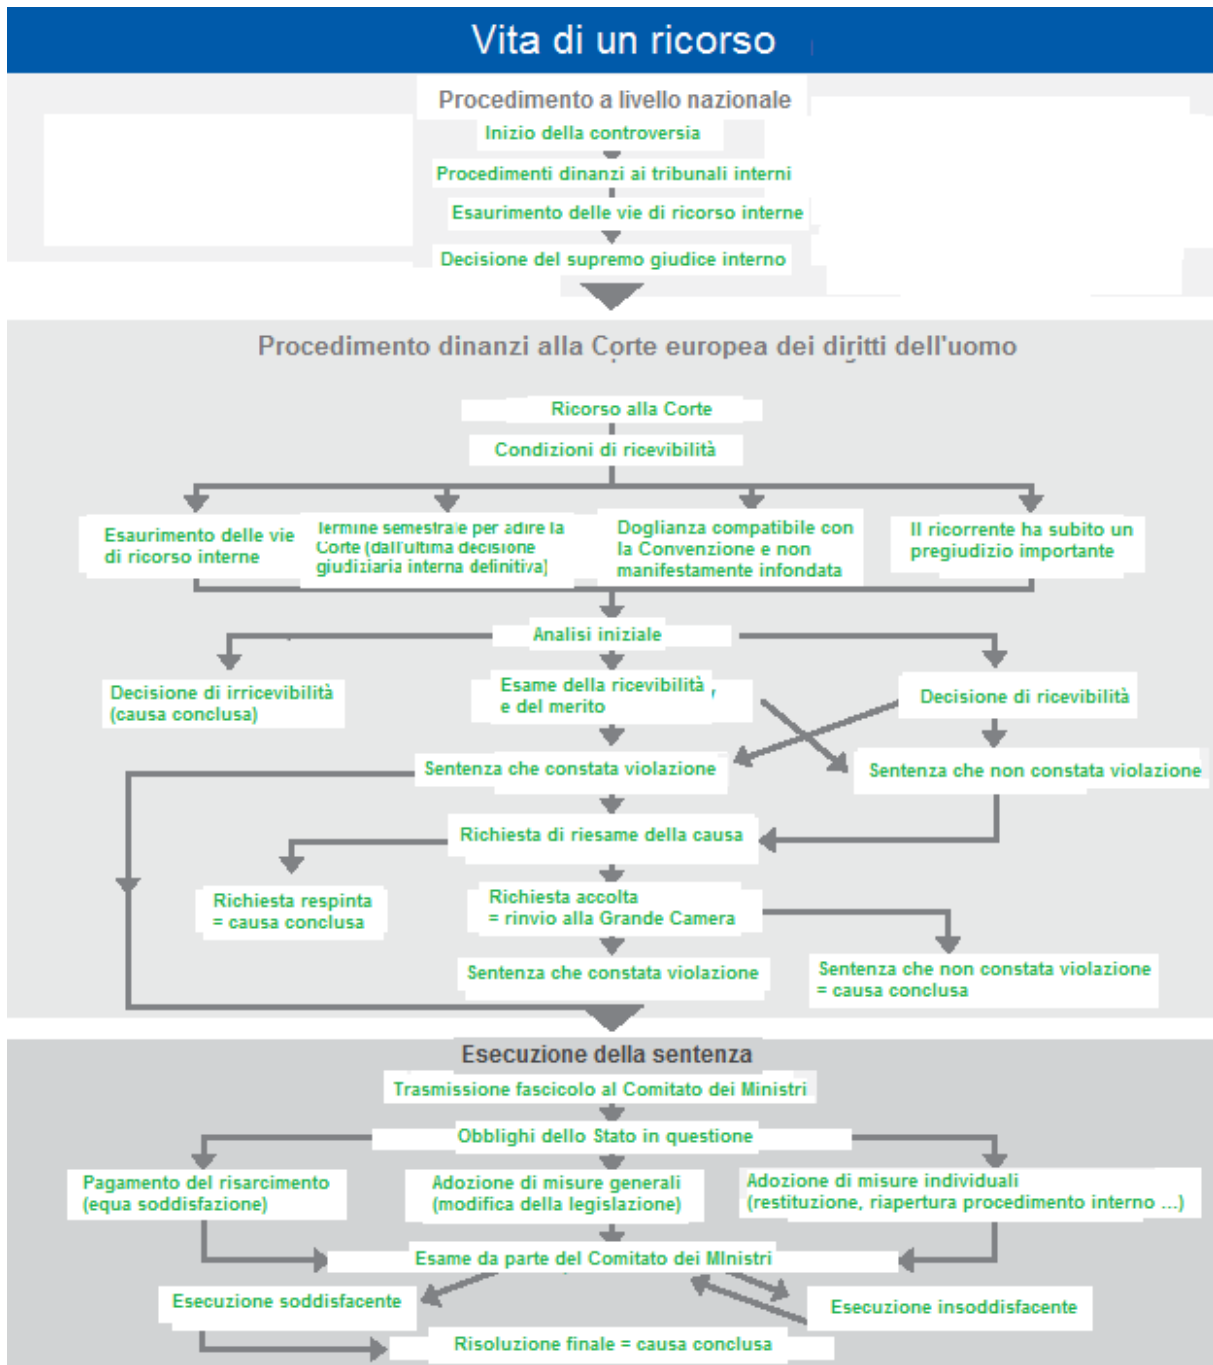 Vita di un ricorso
Procedimento a livello nazionale
Inizio della controversia
Procedimenti dinanzi ai tribunali interni
Esaurimento delle vie di ricorso interne
Decisione del supremo giudice interno
Procedimento dinanzi alla Corte europea dei diritti dell'uomo
Ricorso alla Corte
Condizioni di ricevibilità
Esaurimento delle vie
di ricorso interne
Termine semestrale per adire la
Corte (dall'ultima decisione
giudiziaria interna definitiva)
Doglianza compatibile con
la Convenzione e non
manifestamente infondata
Il ricorrente ha subito un
pregiudizio importante
Analisi iniziale
Decisione di irricevibilità
(causa conclusa)
Esame della ricevibilità
e del merito
Decisione di ricevibilità
Sentenza che constata violazione
Sentenza che non constata violazione
Richiesta di riesame della causa
Richiesta respinta
= causa conclusa
Richiesta accolta
= rinvio alla Grande Camera
Sentenza che constata violazione
Sentenza che non constata violazione
= causa conclusa
Esecuzione della sentenza
Trasmissione fascicolo al Comitato dei Ministri
Obblighi dello Stato in questione
Pagamento del risarcimento
(equa soddisfazione)
Adozione di misure generali
(modifica della legislazione)
Adozione di misure individuali
(restituzione, riapertura procedimento interno ...)
Esame da parte del Comitato dei MInistri
Esecuzione soddisfacente
Esecuzione insoddisfacente
Risoluzione finale = causa conclusa